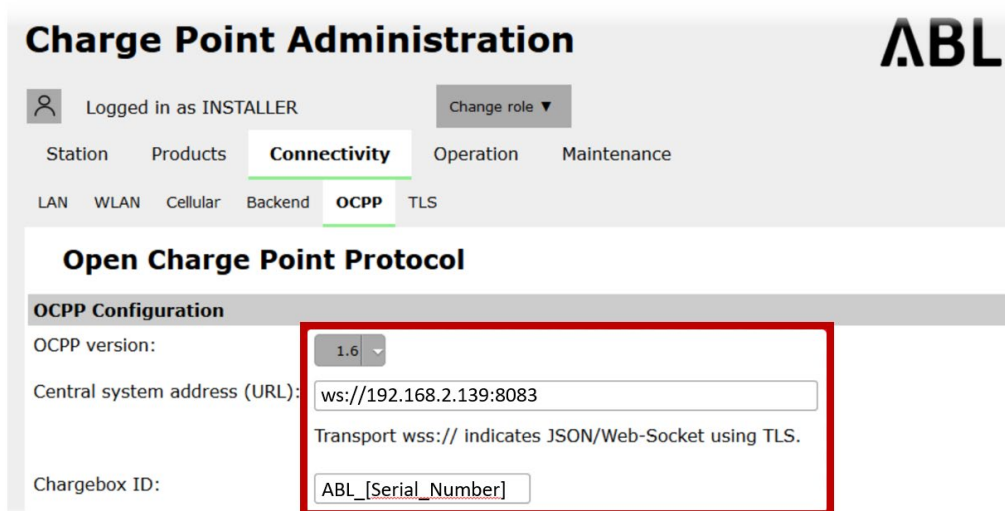 Charge Point Administration
ABL
Logged in as INSTALLER
Change role ▼
Station Products Connectivity Operation Maintenance
LAN WLAN Cellular Backend OCPP TLS
Open Charge Point Protocol
OCPP Configuration
OCPP version: 1.6
Central system address (URL): ws://192.168.2.139:8083
Transport wss:// indicates JSON/Web-Socket using TLS.
Chargebox ID: ABL_[Serial_Number]